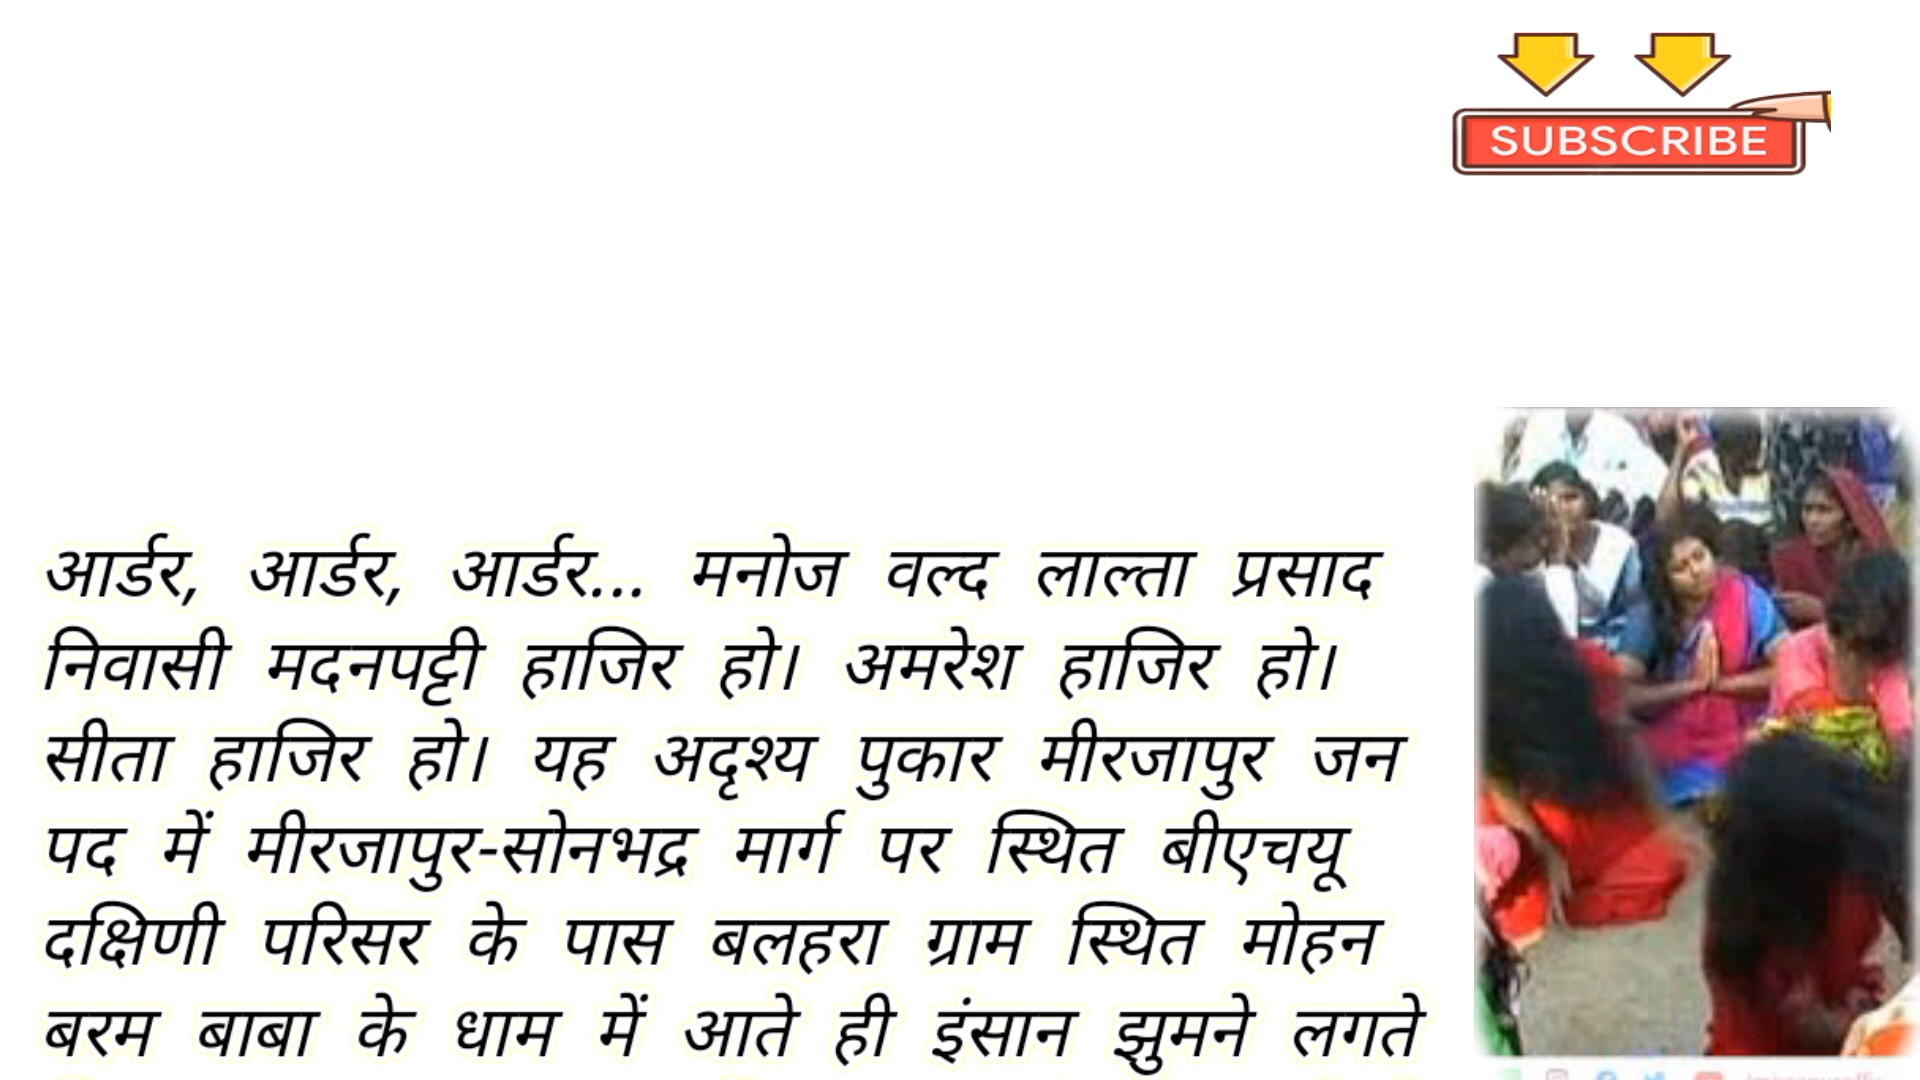 SUBSCRIBE
आर्डर, आर्डर, आर्डर... मनोज वल्द लाल्ता प्रसाद
निवासी मदनपट्टी हाजिर हो। अमरेश हाजिर हो।
सीता हाजिर हो। यह अदृश्य पुकार मीरजापुर जन
पद में मीरजापुर-सोनभद्र मार्ग पर स्थित बीएचयू
दक्षिणी परिसर के पास बलहरा ग्राम स्थित मोहन
बरम बाबा के धाम में आते ही इंसान झुमने लगते